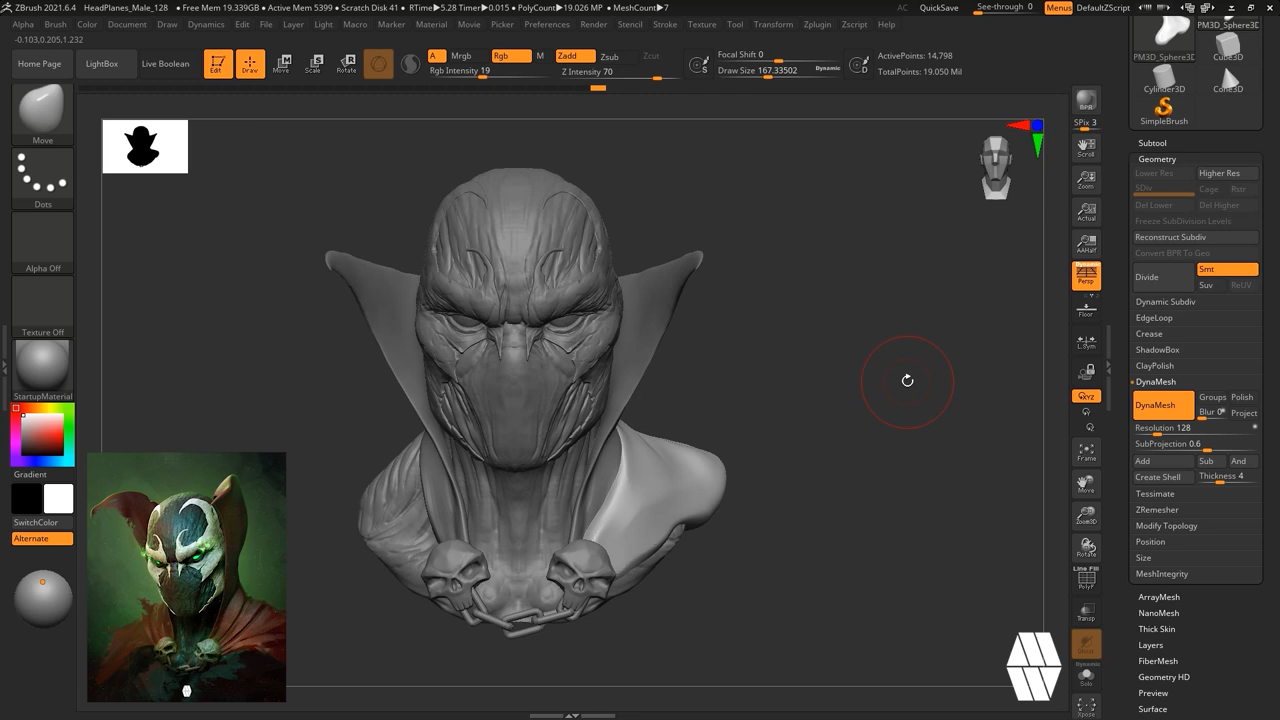 ZBrush 2021.6.4 HeadPlanes_Male_128 • Free Mem 19.339GB • Active Mem 5399 • Scratch Disk 41 • RTime►5.28 Timer►0.015 • PolyCount►19.026 MP • MeshCount►7 AC QuickSave See-through 0 Menus DefaultZScript
Alpha Brush Color Document Draw Dynamics Edit File Layer Light Macro Marker Material Movie Picker Preferences Render Stencil Stroke Texture Tool Transform Zplugin Zscript Help
-0.103,0.205,1.232
Home Page LightBox Live Boolean Edit Draw Move Scale Rotate
A Mrgb Rgb M Zadd Zsub Zcut
Rgb Intensity 19 Z Intensity 70
S Focal Shift 0
Draw Size 167.33502 Dynamic
D ActivePoints: 14.798
TotalPoints: 19.050 Mil
Move
Dots
Alpha Off
Texture Off
StartupMaterial
Gradient
SwitchColor
Alternate
BPR
SPix 3
Scroll
Zoom
Actual
AAHalf
Dynamic
Persp
Floor
L.Sym
XYZ
Frame
Move
Zoom3D
Rotate
Line Fill
PolyF
Transp
Dynamic
Solo
Xpose
PM3D_Sphere3D
PM3D_Sphere3D Cube3D
Cylinder3D Cone3D
SimpleBrush
Subtool
Geometry
Lower Res Higher Res
SDiv Cage Rstr
Del Lower Del Higher
Freeze SubDivision Levels
Reconstruct Subdiv
Convert BPR To Geo
Divide Smt
Suv ReUV
Dynamic Subdiv
EdgeLoop
Crease
ShadowBox
ClayPolish
DynaMesh
DynaMesh Groups Polish
Blur 0 Project
Resolution 128
SubProjection 0.6
Add Sub And
Create Shell Thickness 4
Tessimate
ZRemesher
Modify Topology
Position
Size
MeshIntegrity
ArrayMesh
NanoMesh
Thick Skin
Layers
FiberMesh
Geometry HD
Preview
Surface